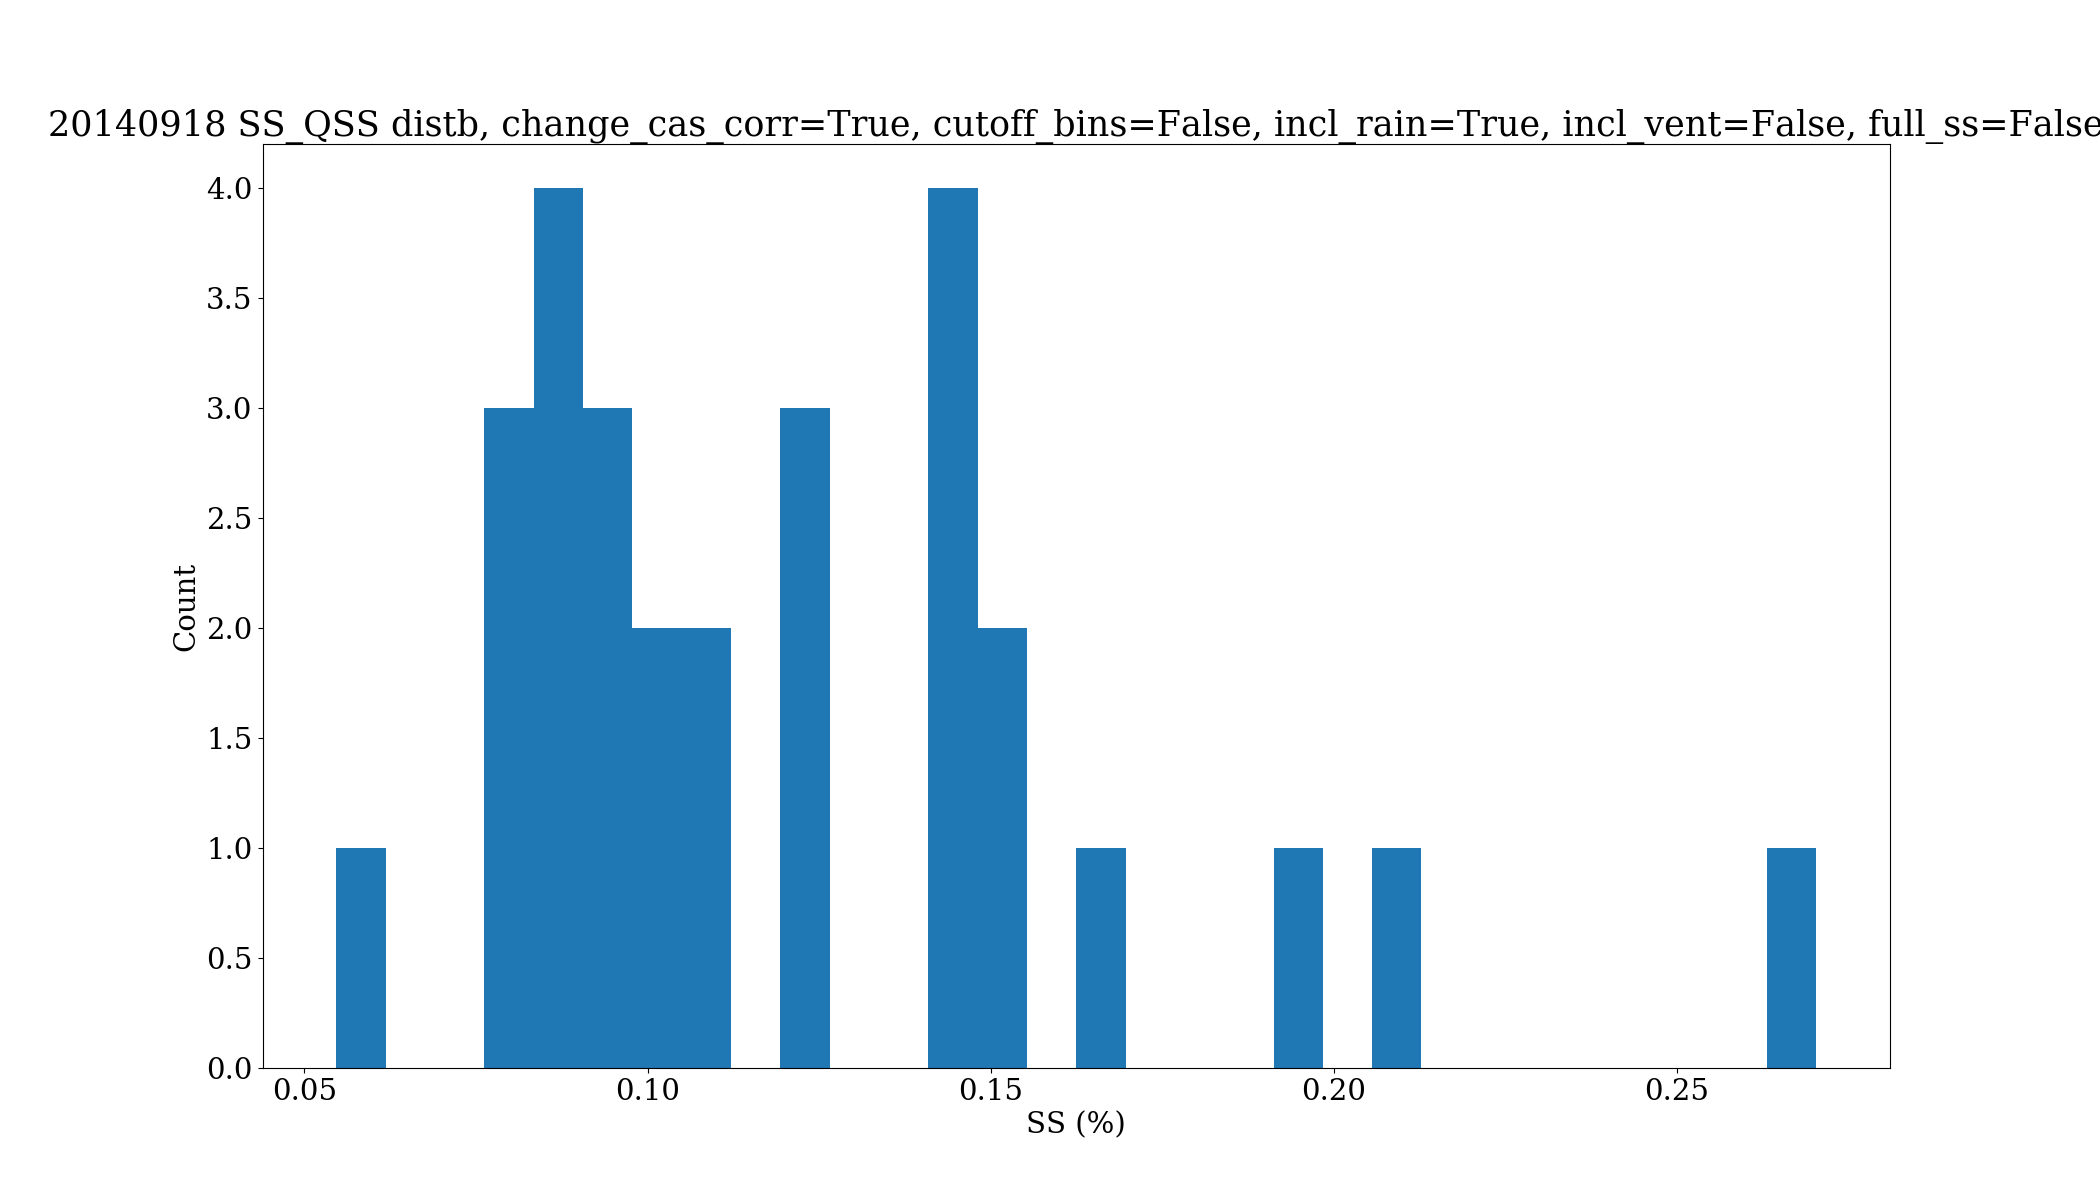 20140918 SS_QSS distb, change_cas_corr=True, cutoff_bins=False, incl_rain=True, incl_vent=False, full_ss=False
4.0
3.5
3.0
2.5
2.0
1.5
1.0
0.5
0.0
Count
0.05 0.10 0.15 0.20 0.25
SS (%)